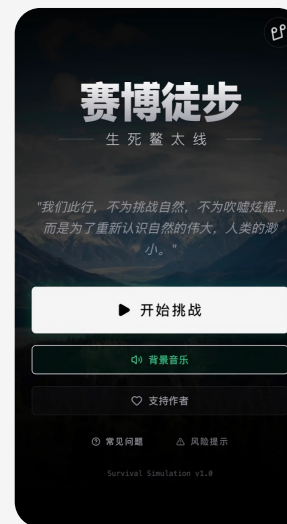 赛博徒步
生死鳌太线
"我们此行，不为挑战自然，不为吹嘘炫耀...
而是为了重新认识自然的伟大，人类的渺
小。"
开始挑战
背景音乐
支持作者
常见问题 风险提示
Survival Simulation v1.0